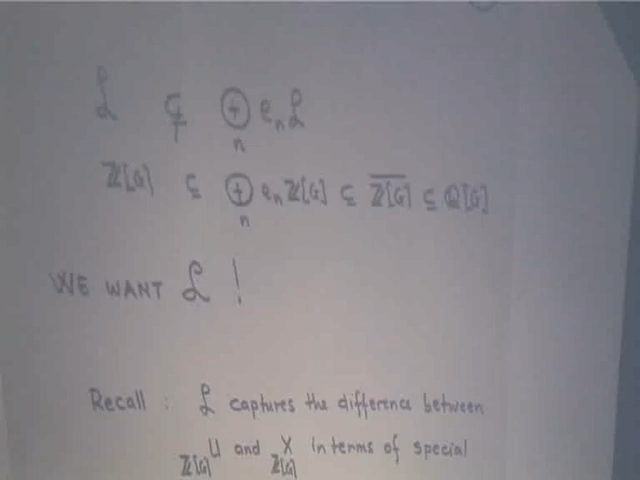 ℒ ⊊ ⊕ₙ eₙℒ
ℤ[G] ⊆ ⊕ₙ eₙℤ[G] ⊆ \overline{ℤ[G]} ⊆ ℚ[G]
WE WANT ℒ !
Recall : ℒ captures the difference between
_{ℤ[G]}U and _{ℤ[G]}X in terms of special